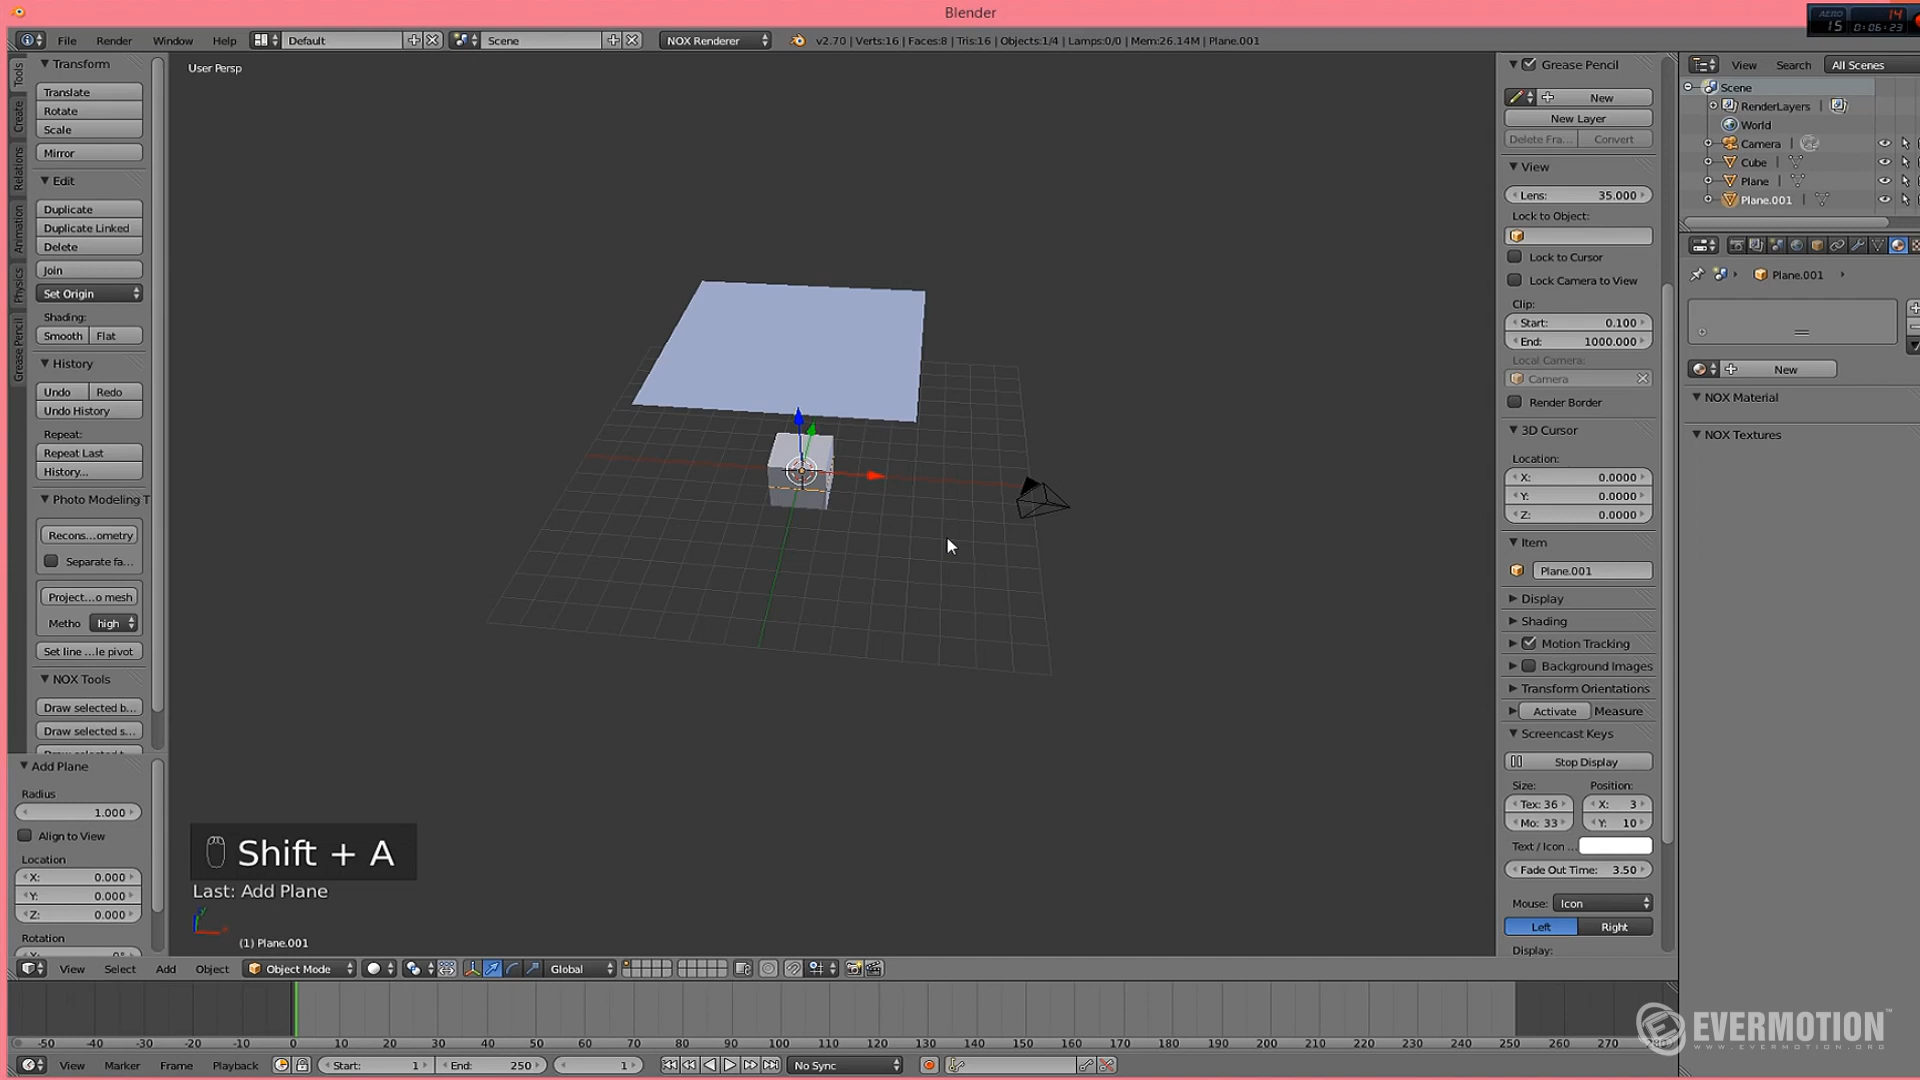 Blender
AERO 15 14 0:06:23
File Render Window Help Default Scene NOX Renderer v2.70 | Verts:16 | Faces:8 | Tris:16 | Objects:1/4 | Lamps:0/0 | Mem:26.14M | Plane.001
Tools
Create
Relations
Animation
Physics
Grease Pencil
Transform
Translate
Rotate
Scale
Mirror
Edit
Duplicate
Duplicate Linked
Delete
Join
Set Origin
Shading:
Smooth Flat
History
Undo Redo
Undo History
Repeat:
Repeat Last
History...
Photo Modeling T
Recons...ometry
Separate fa...
Project...o mesh
Metho high
Set line ...le pivot
NOX Tools
Draw selected b...
Draw selected s...
Add Plane
Radius
1.000
Align to View
Location
X: 0.000
Y: 0.000
Z: 0.000
Rotation
User Persp
Shift + A
Last: Add Plane
(1) Plane.001
Grease Pencil
New
New Layer
Delete Fra... Convert
View
Lens: 35.000
Lock to Object:
Lock to Cursor
Lock Camera to View
Clip:
Start: 0.100
End: 1000.000
Local Camera:
Camera
Render Border
3D Cursor
Location:
X: 0.0000
Y: 0.0000
Z: 0.0000
Item
Plane.001
Display
Shading
Motion Tracking
Background Images
Transform Orientations
Activate Measure
Screencast Keys
Stop Display
Size: Position:
Tex: 36 X: 3
Mo: 33 Y: 10
Text / Icon ...
Fade Out Time: 3.50
Mouse: Icon
Left Right
Display:
View Search All Scenes
Scene
RenderLayers
World
Camera
Cube
Plane
Plane.001
Plane.001
New
NOX Material
NOX Textures
View Select Add Object Object Mode Global
-50 -40 -30 -20 -10 0 10 20 30 40 50 60 70 80 90 100 110 120 130 140 150 160 170 180 190 200 210 220 230 240 250 260 270
View Marker Frame Playback Start: 1 End: 250 1 No Sync
EVERMOTION™
WWW.EVERMOTION.ORG